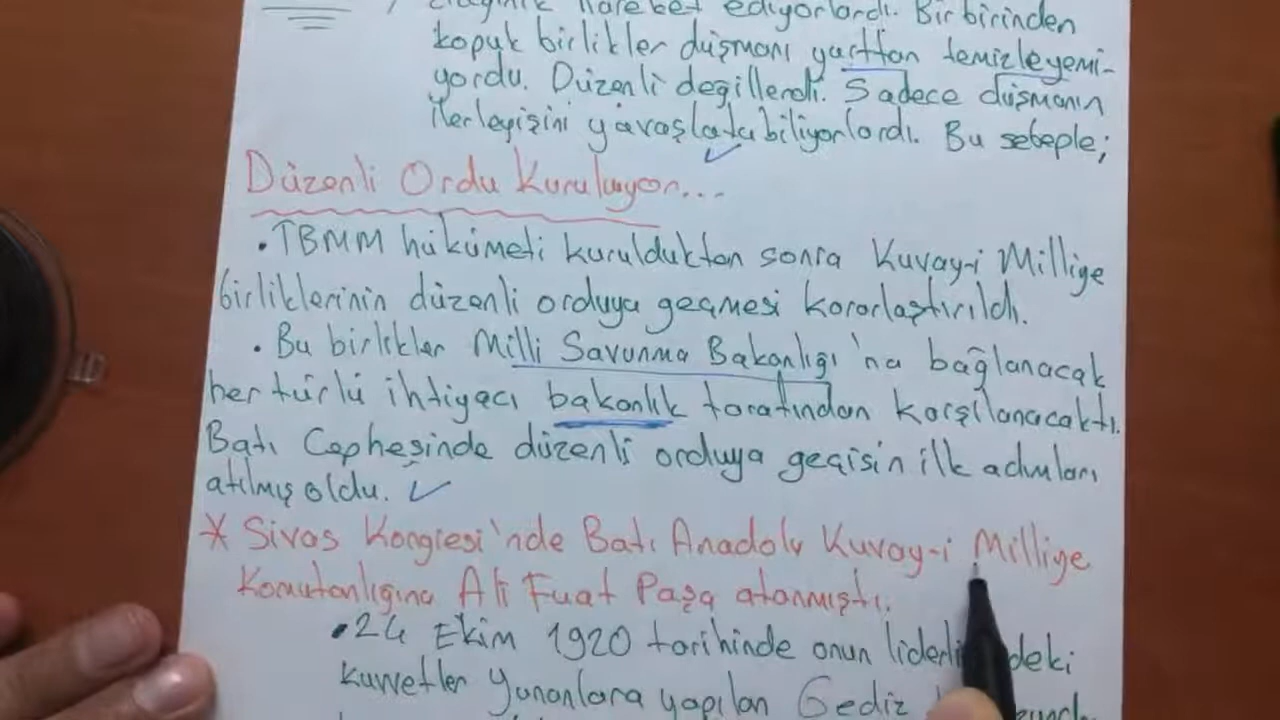 hareket ediyorlardı. Birbirinden
kopuk birlikler düşmanı yurttan temizleyemi-
yordu. Düzenli değillerdi. Sadece düşmanın
ilerleyişini yavaşlatabiliyorlardı. Bu sebeple;
Düzenli Ordu Kuruluyor...
• TBMM hükümeti kurulduktan sonra Kuvay-i Milliye
birliklerinin düzenli orduya geçmesi kararlaştırıldı.
• Bu birlikler Milli Savunma Bakanlığı'na bağlanacak
her türlü ihtiyacı bakanlık tarafından karşılanacaktı.
Batı Cephesinde düzenli orduya geçişin ilk adımları
atılmış oldu.
* Sivas Kongresi'nde Batı Anadolu Kuvay-i Milliye
Komutanlığına Ali Fuat Paşa atanmıştı.
• 24 Ekim 1920 tarihinde onun
kuvvetler Yunanlara yapılan Gediz